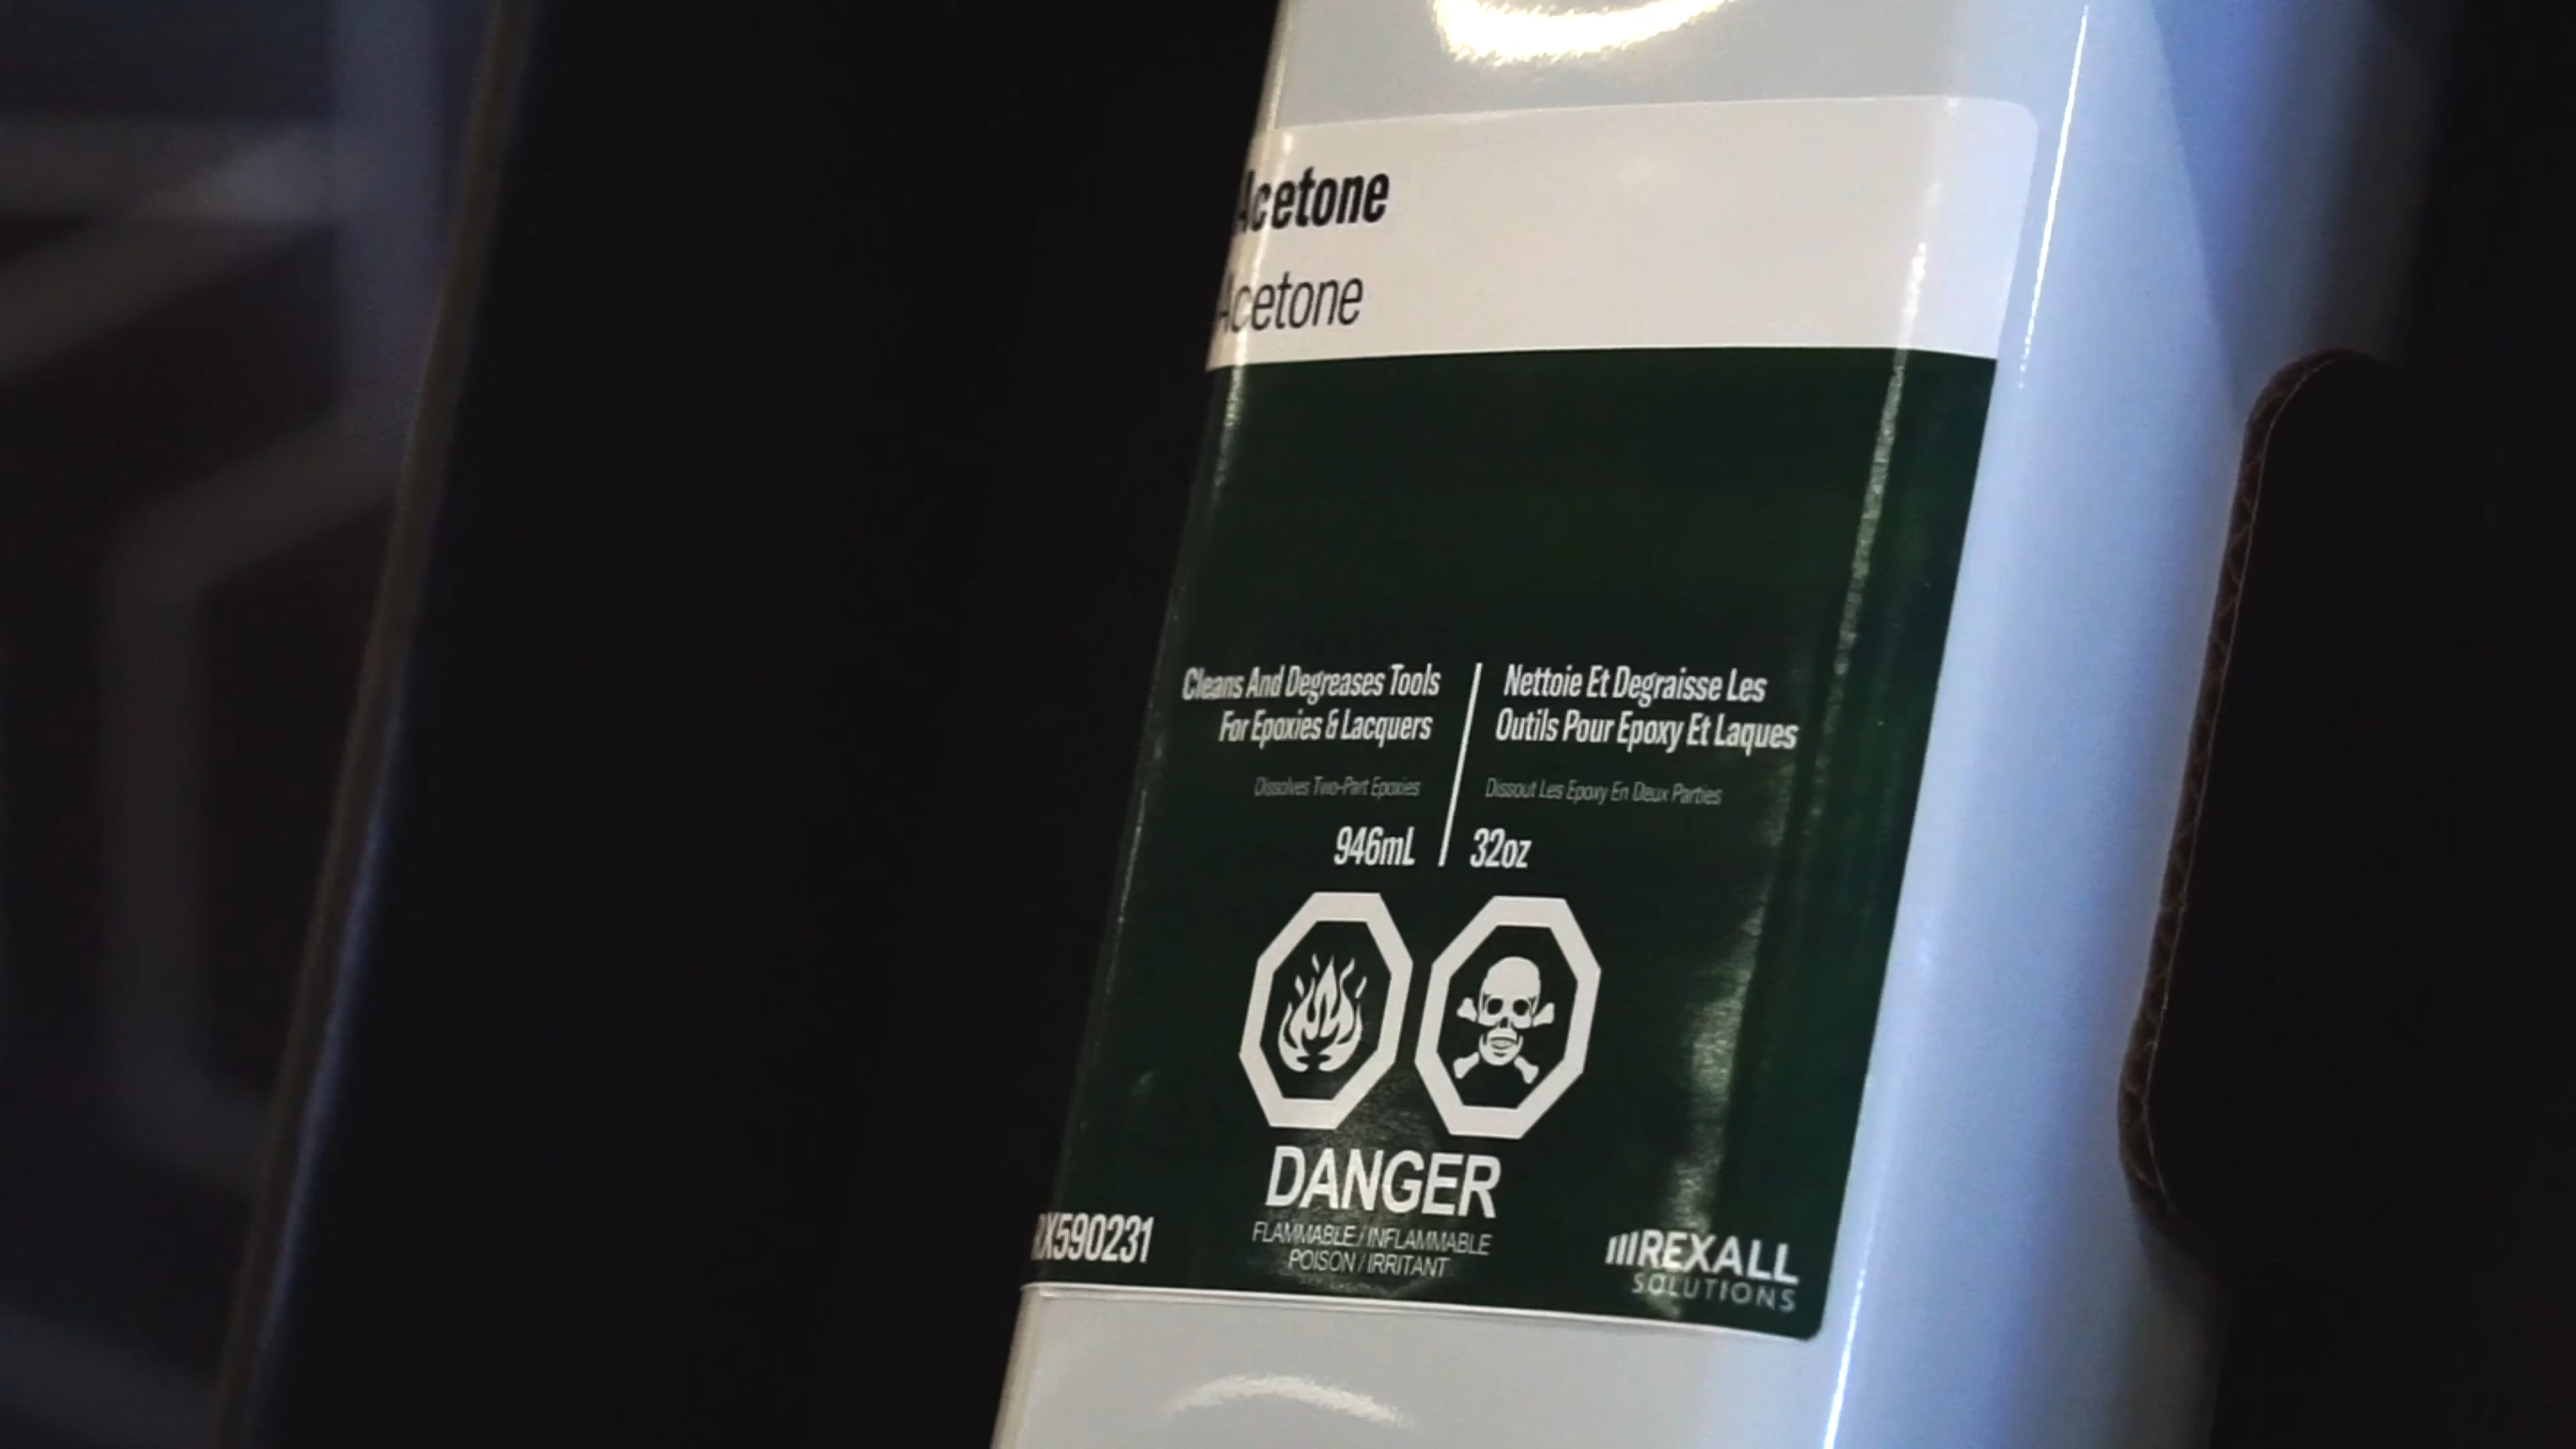 Acetone
Acetone
Cleans And Degreases Tools
For Epoxies & Lacquers
Dissolves Two-Part Epoxies
946mL
Nettoie Et Degraisse Les
Outils Pour Epoxy Et Laques
Dissout Les Epoxy En Deux Parties
32oz
DANGER
FLAMMABLE / INFLAMMABLE
POISON / IRRITANT
RX590231
REXALL
SOLUTIONS